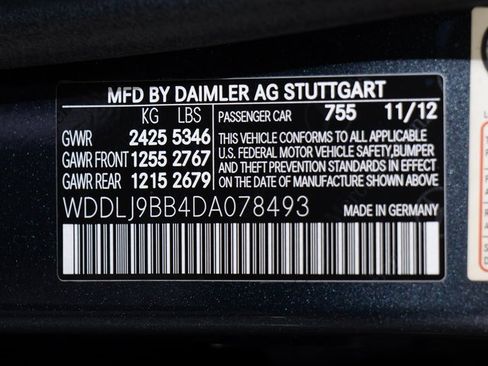 MFD BY DAIMLER AG STUTTGART
KG LBS PASSENGER CAR 755 11/12
GVWR 2425 5346 THIS VEHICLE CONFORMS TO ALL APPLICABLE
GAWR FRONT 1255 2767 U.S. FEDERAL MOTOR VEHICLE SAFETY, BUMPER
GAWR REAR 1215 2679 AND THEFT PREVENTION STANDARDS IN EFFECT
ON THE DATE OF MANUFACTURE SHOWN ABOVE.
WDDLJ9BB4DA078493 MADE IN GERMANY